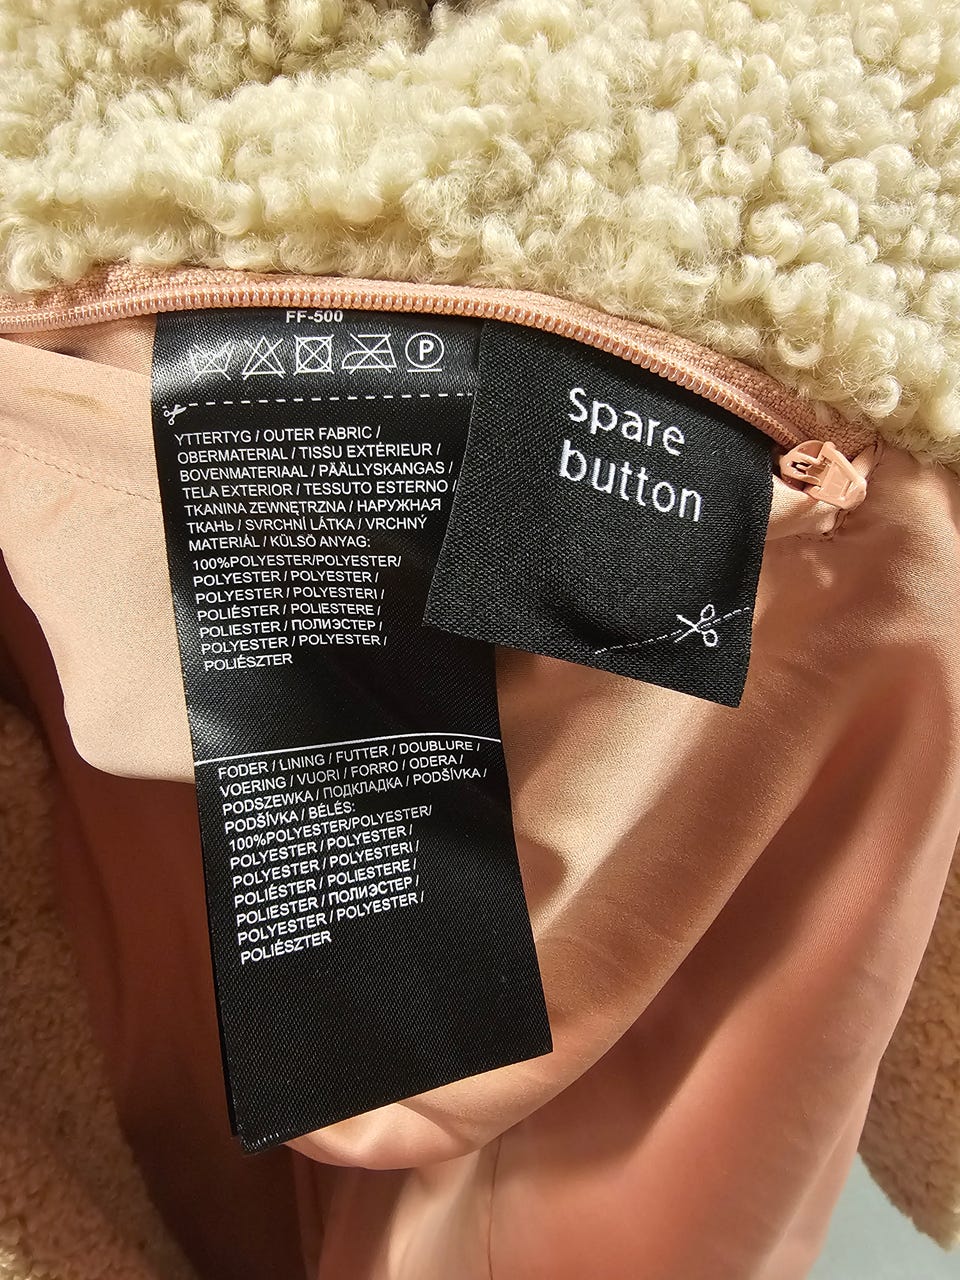 FF-500
P
YTTERTYG / OUTER FABRIC /
OBERMATERIAL / TISSU EXTÉRIEUR /
BOVENMATERIAAL / PÄÄLLYSKANGAS /
TELA EXTERIOR / TESSUTO ESTERNO /
TKANINA ZEWNĘTRZNA / НАРУЖНАЯ
ТКАНЬ / SVRCHNÍ LÁTKA / VRCHNÝ
MATERIÁL / KÜLSÖ ANYAG:
100%POLYESTER/POLYESTER/
POLYESTER / POLYESTER /
POLYESTER / POLYESTERI /
POLIÉSTER / POLIESTERE /
POLIESTER / ПОЛИЭСТЕР /
POLYESTER / POLYESTER /
POLIÉSZTER
FODER / LINING / FUTTER / DOUBLURE /
VOERING / VUORI / FORRO / ODERA /
PODSZEWKA / ПОДКЛАДКА / PODŠÍVKA /
PODŠÍVKA / BÉLÉS:
100%POLYESTER/POLYESTER/
POLYESTER / POLYESTER /
POLYESTER / POLYESTERI /
POLIÉSTER / POLIESTERE /
POLIESTER / ПОЛИЭСТЕР /
POLYESTER / POLYESTER /
POLIÉSZTER
Spare
button